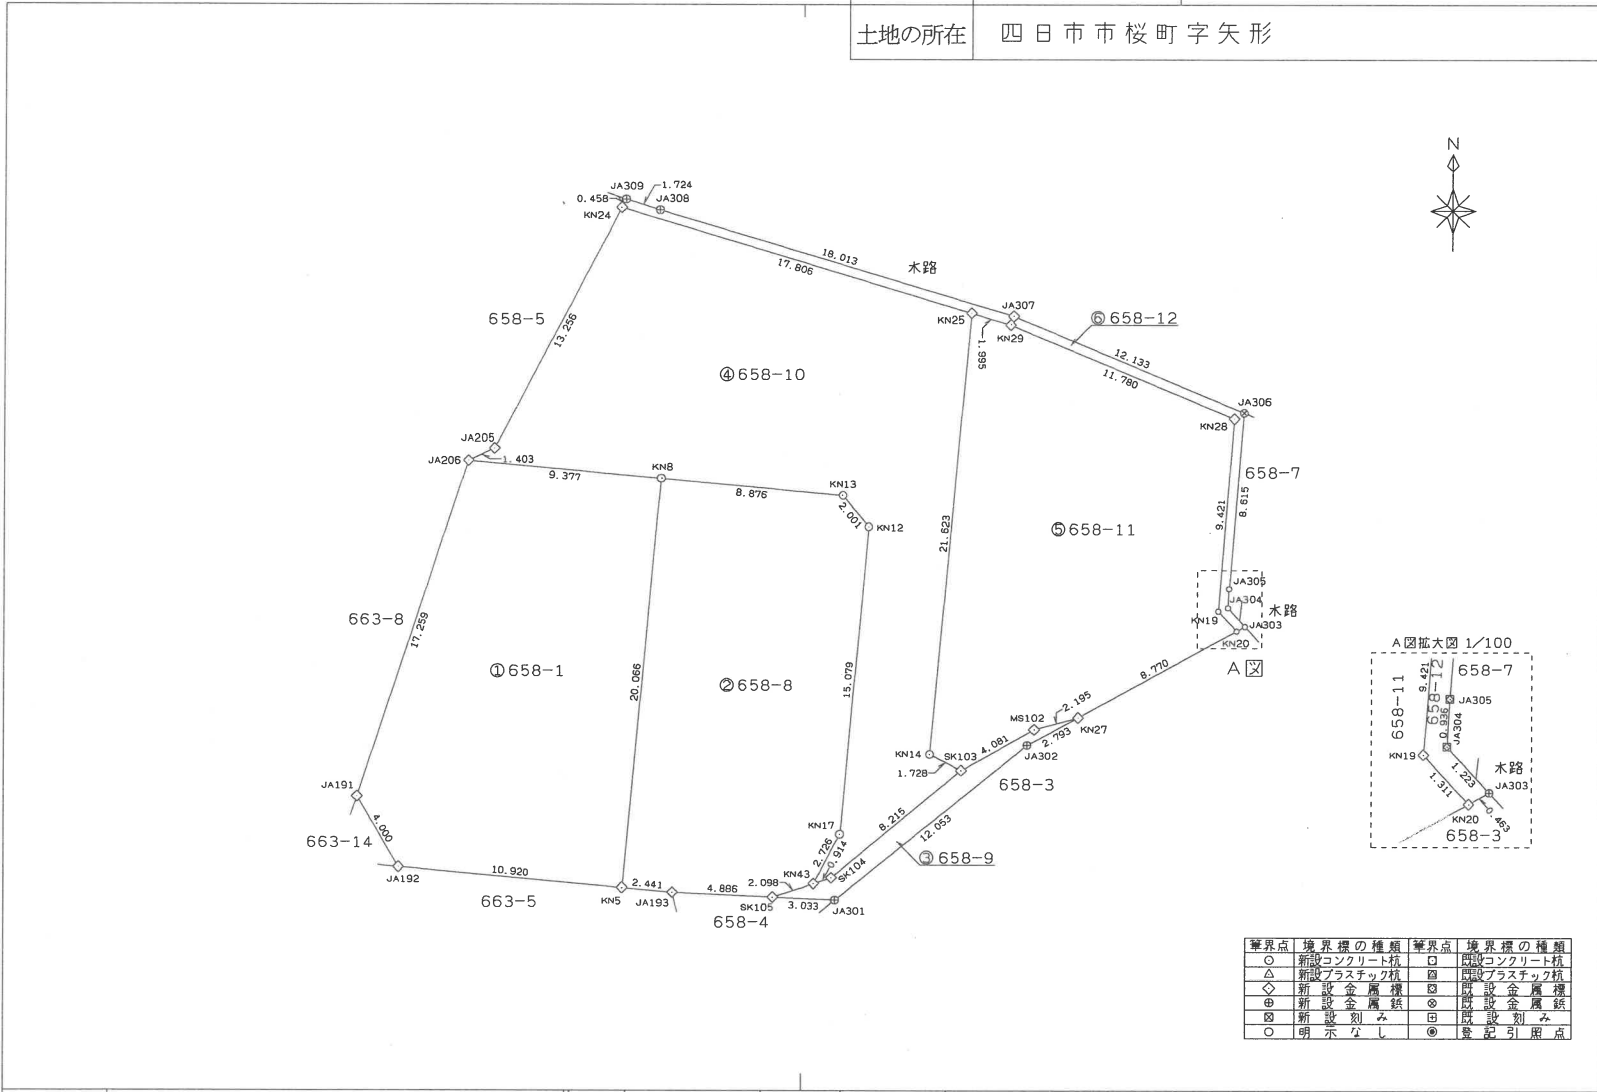 土地の所在 四日市市桜町字矢形
N
JA309
1.724
0.458
JA308
KN24
18.013
水路
17.806
JA307
KN25
KN29
⑥658-12
1.995
658-5
13.256
12.133
11.780
④658-10
JA306
KN28
JA205
JA206
1.403
9.377
KN8
8.876
KN13
2.001
KN12
658-7
9.421
8.615
21.623
⑤658-11
JA305
JA304
水路
KN19
JA303
KN20
A図
663-8
17.259
①658-1
20.066
②658-8
15.079
8.770
2.195
MS102
KN27
4.081
2.793
KN14
SK103
JA302
1.728
658-3
JA191
4.000
663-14
KN17
8.215
12.053
2.726
0.914
③658-9
JA192
10.920
KN43
SK104
2.098
2.441
4.886
663-5
KN5
JA193
SK105
3.033
JA301
658-4
A図拡大図 1/100
9.421
658-12
658-7
658-11
JA305
0.936
JA304
KN19
水路
1.223
1.311
JA303
KN20
0.463
658-3
筆界点 境界標の種類 筆界点 境界標の種類
新設コンクリート杭 既設コンクリート杭
新設プラスチック杭 既設プラスチック杭
新設金属標 既設金属標
新設金属鋲 既設金属鋲
新設刻み 既設刻み
明示なし 登記引照点